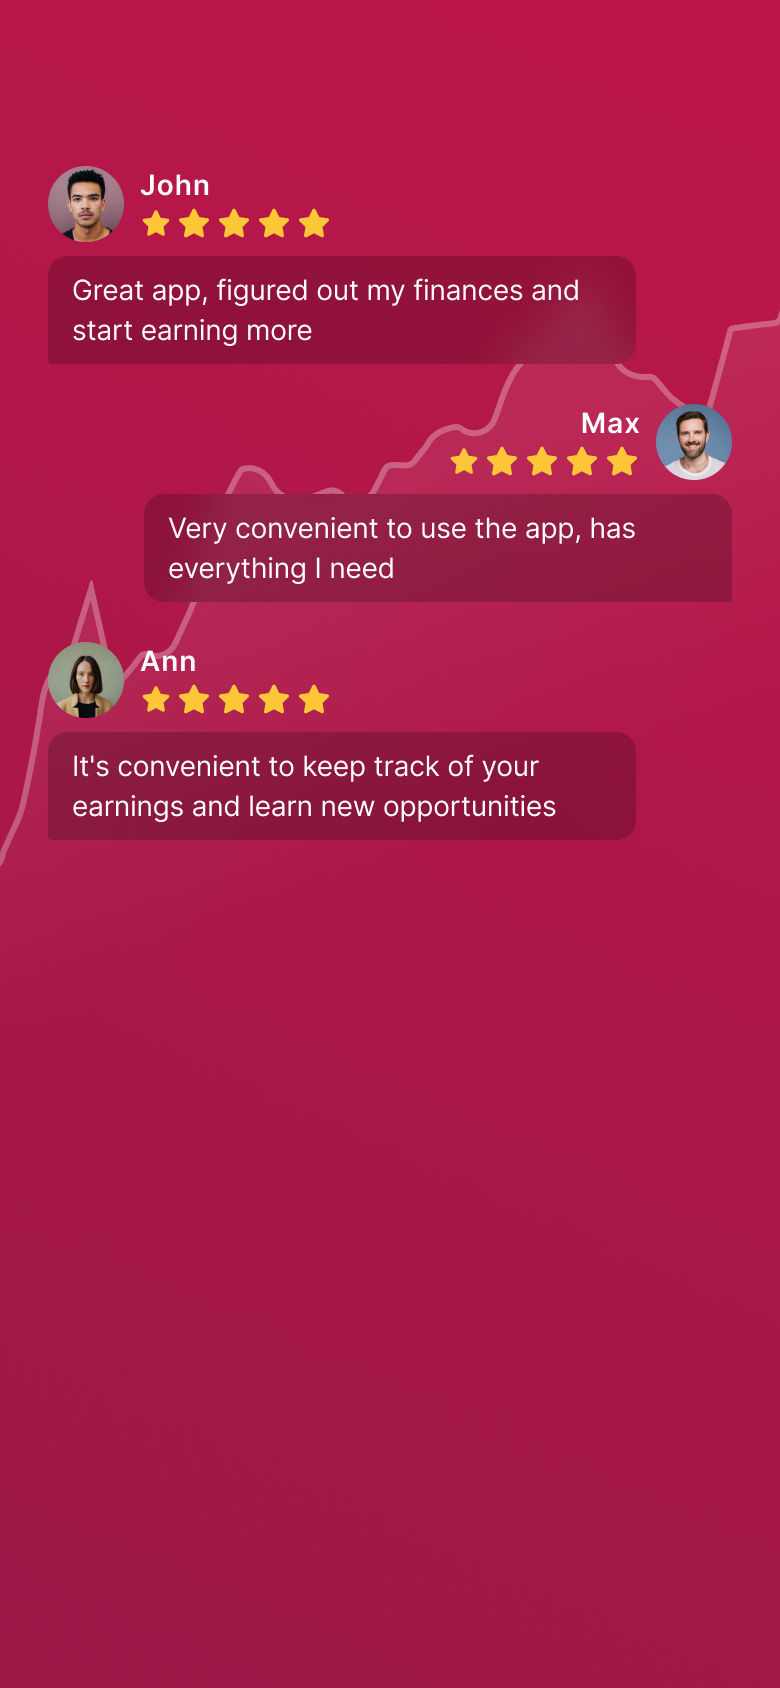 John
Great app, figured out my finances and
start earning more
Max
Very convenient to use the app, has
everything I need
Ann
It's convenient to keep track of your
earnings and learn new opportunities